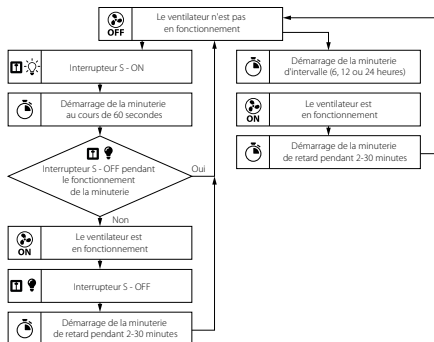 OFF
Le ventilateur n'est pas
en fonctionnement
Interrupteur S - ON
Démarrage de la minuterie
au cours de 60 secondes
Interrupteur S - OFF pendant
le fonctionnement
de la minuterie
Oui
Non
ON
Le ventilateur est
en fonctionnement
Interrupteur S - OFF
Démarrage de la minuterie
de retard pendant 2-30 minutes
Démarrage de la minuterie
d'intervalle (6, 12 ou 24 heures)
ON
Le ventilateur est
en fonctionnement
Démarrage de la minuterie
de retard pendant 2-30 minutes